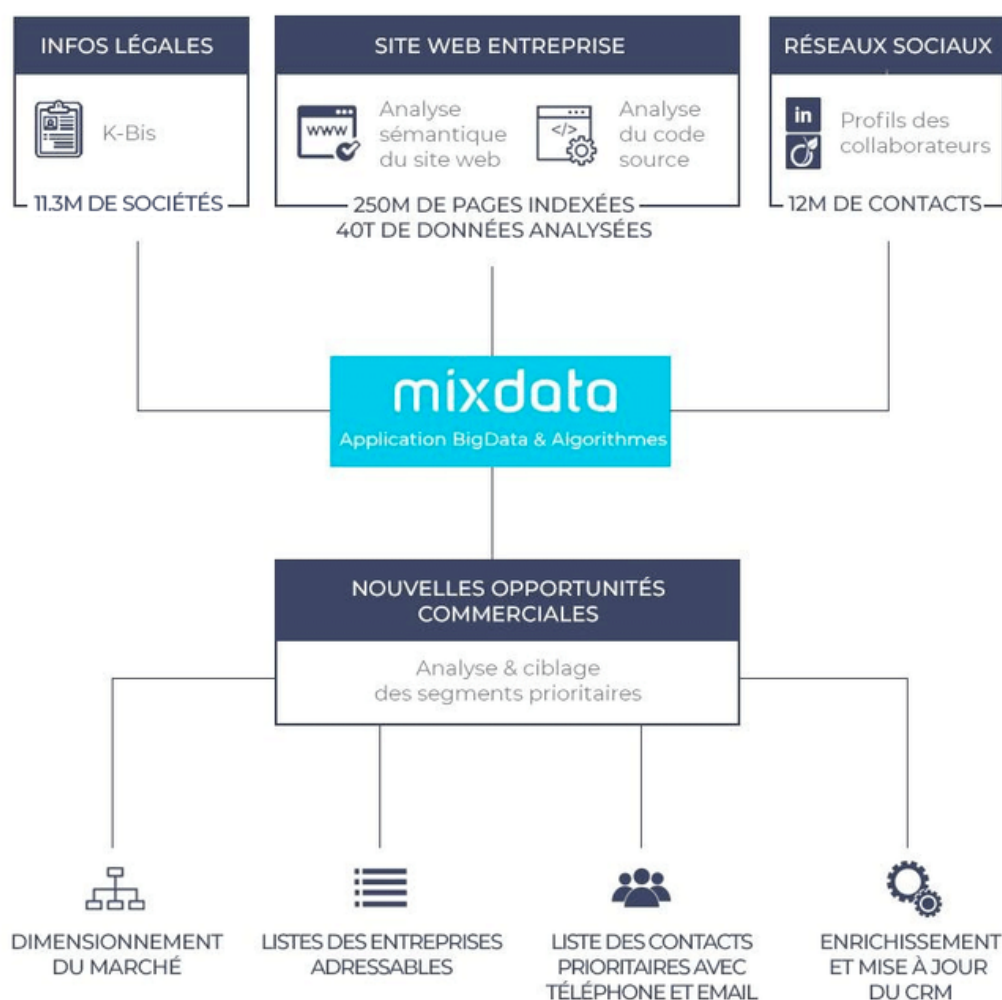 INFOS LÉGALES
K-Bis
11.3M DE SOCIÉTÉS
SITE WEB ENTREPRISE
www
Analyse
sémantique
du site web
</>
Analyse
du code
source
250M DE PAGES INDEXÉES
40T DE DONNÉES ANALYSÉES
RÉSEAUX SOCIAUX
in
Profils des
collaborateurs
12M DE CONTACTS
mixdata
Application BigData & Algorithmes
NOUVELLES OPPORTUNITÉS
COMMERCIALES
Analyse & ciblage
des segments prioritaires
DIMENSIONNEMENT
DU MARCHÉ
LISTES DES ENTREPRISES
ADRESSABLES
LISTE DES CONTACTS
PRIORITAIRES AVEC
TÉLÉPHONE ET EMAIL
ENRICHISSEMENT
ET MISE À JOUR
DU CRM